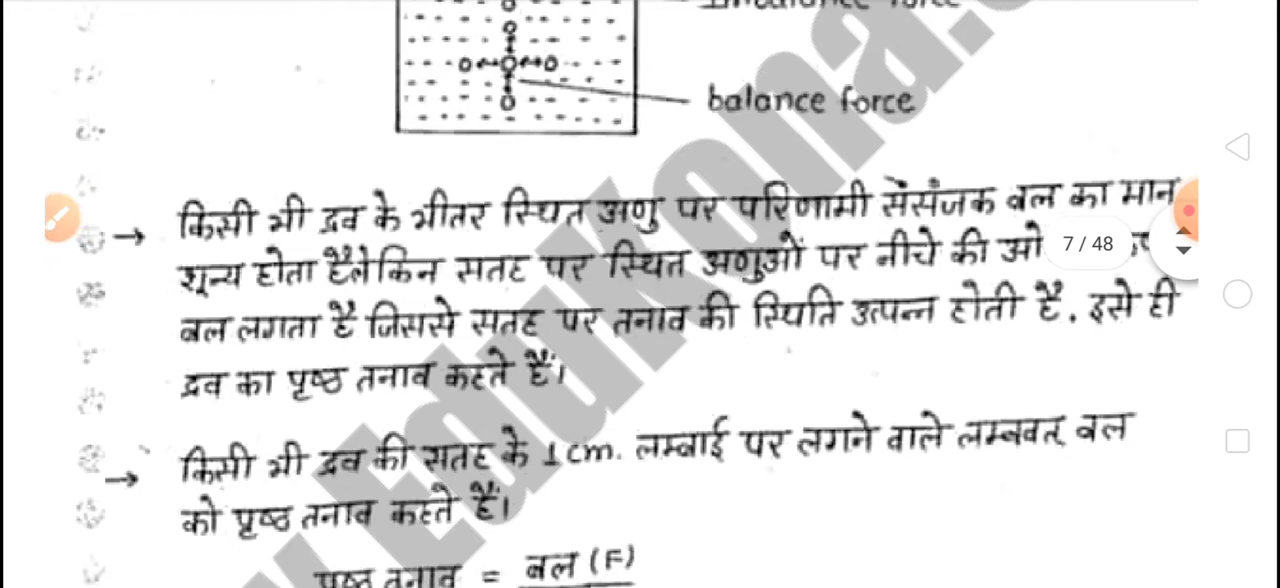 balance force
→ किसी भी द्रव के भीतर स्थित अणु पर परिणामी संसंजक बल का मान
7 / 48
शून्य होता है लेकिन सतह पर स्थित अणुओं पर नीचे की ओ
बल लगता है जिससे सतह पर तनाव की स्थिति उत्पन्न होती है. इसे ही
द्रव का पृष्ठ तनाव कहते हैं।
→ किसी भी द्रव की सतह के 1 cm. लम्बाई पर लगने वाले लम्बवत् बल
को पृष्ठ तनाव कहते हैं।
पृष्ठ तनाव = बल (F)
EduKona.